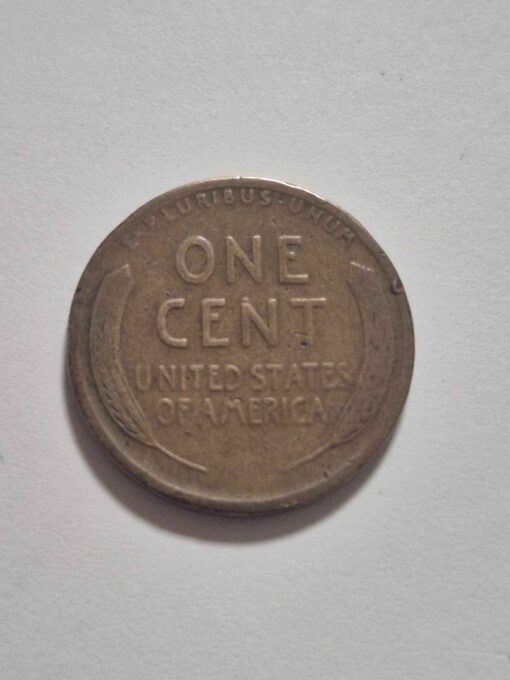 E·PLURIBUS·UNUM
ONE
CENT
UNITED STATES
OF AMERICA